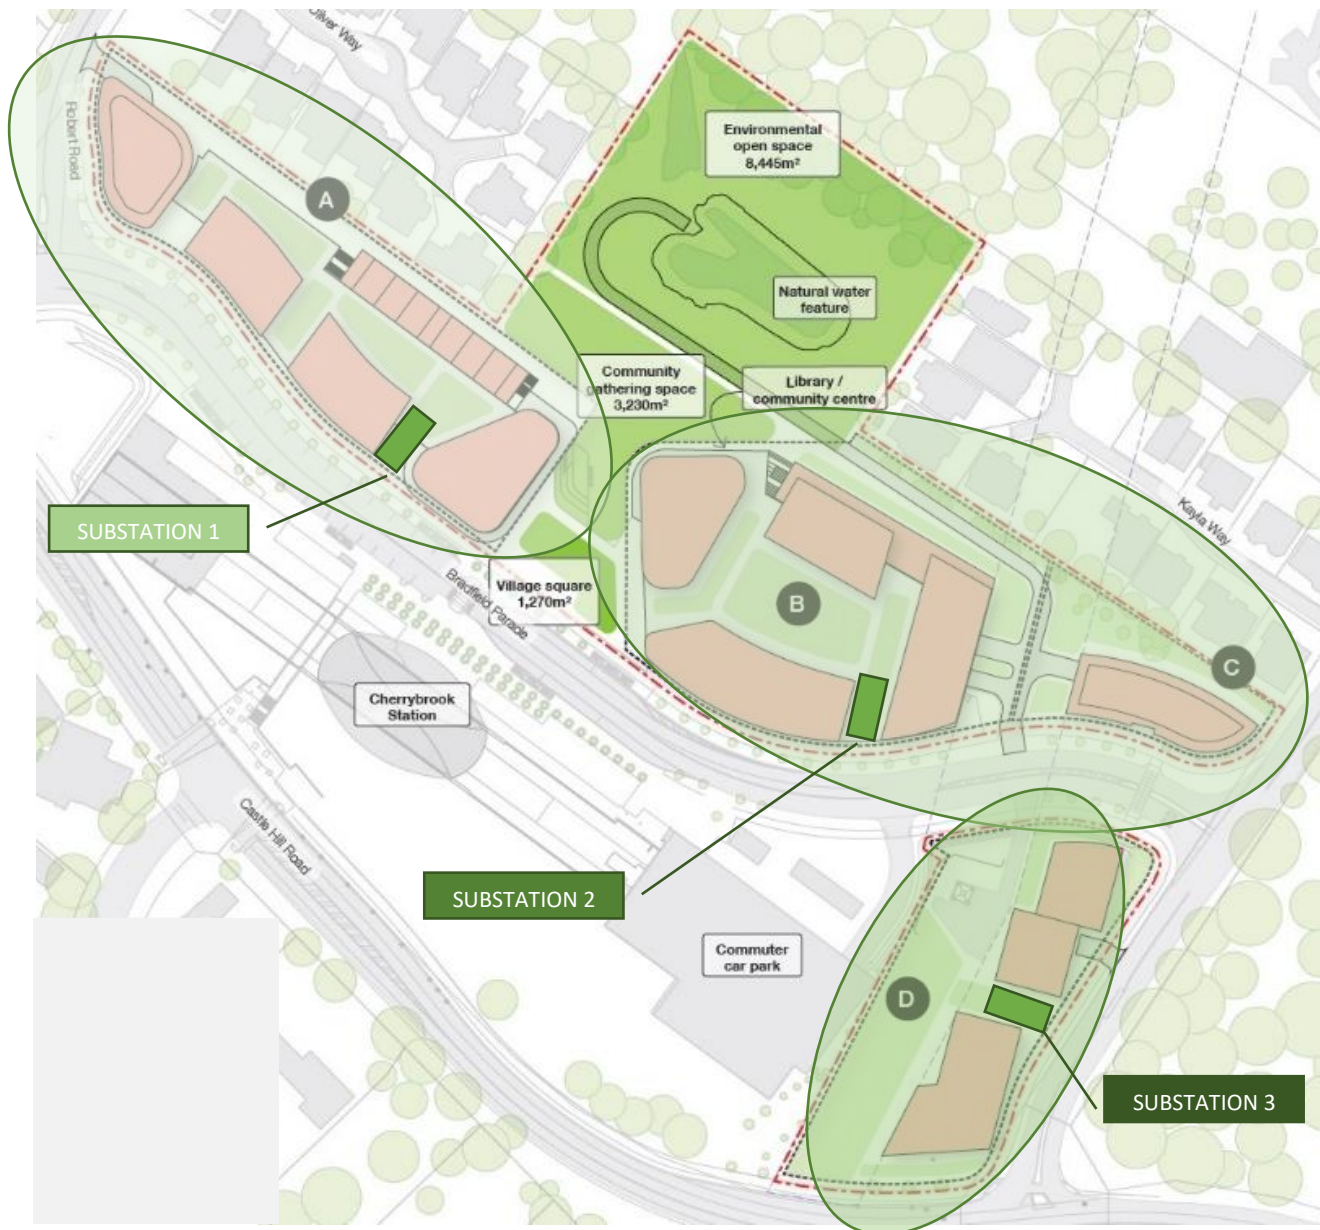 Oliver Way
Robert Road
A
Environmental
open space
8,445m²
Natural water
feature
Community
gathering space
3,230m²
Library /
community centre
SUBSTATION 1
Village square
1,270m²
Bradfield Parade
B
Kayla Way
C
Cherrybrook
Station
Castle Hill Road
SUBSTATION 2
Commuter
car park
D
SUBSTATION 3